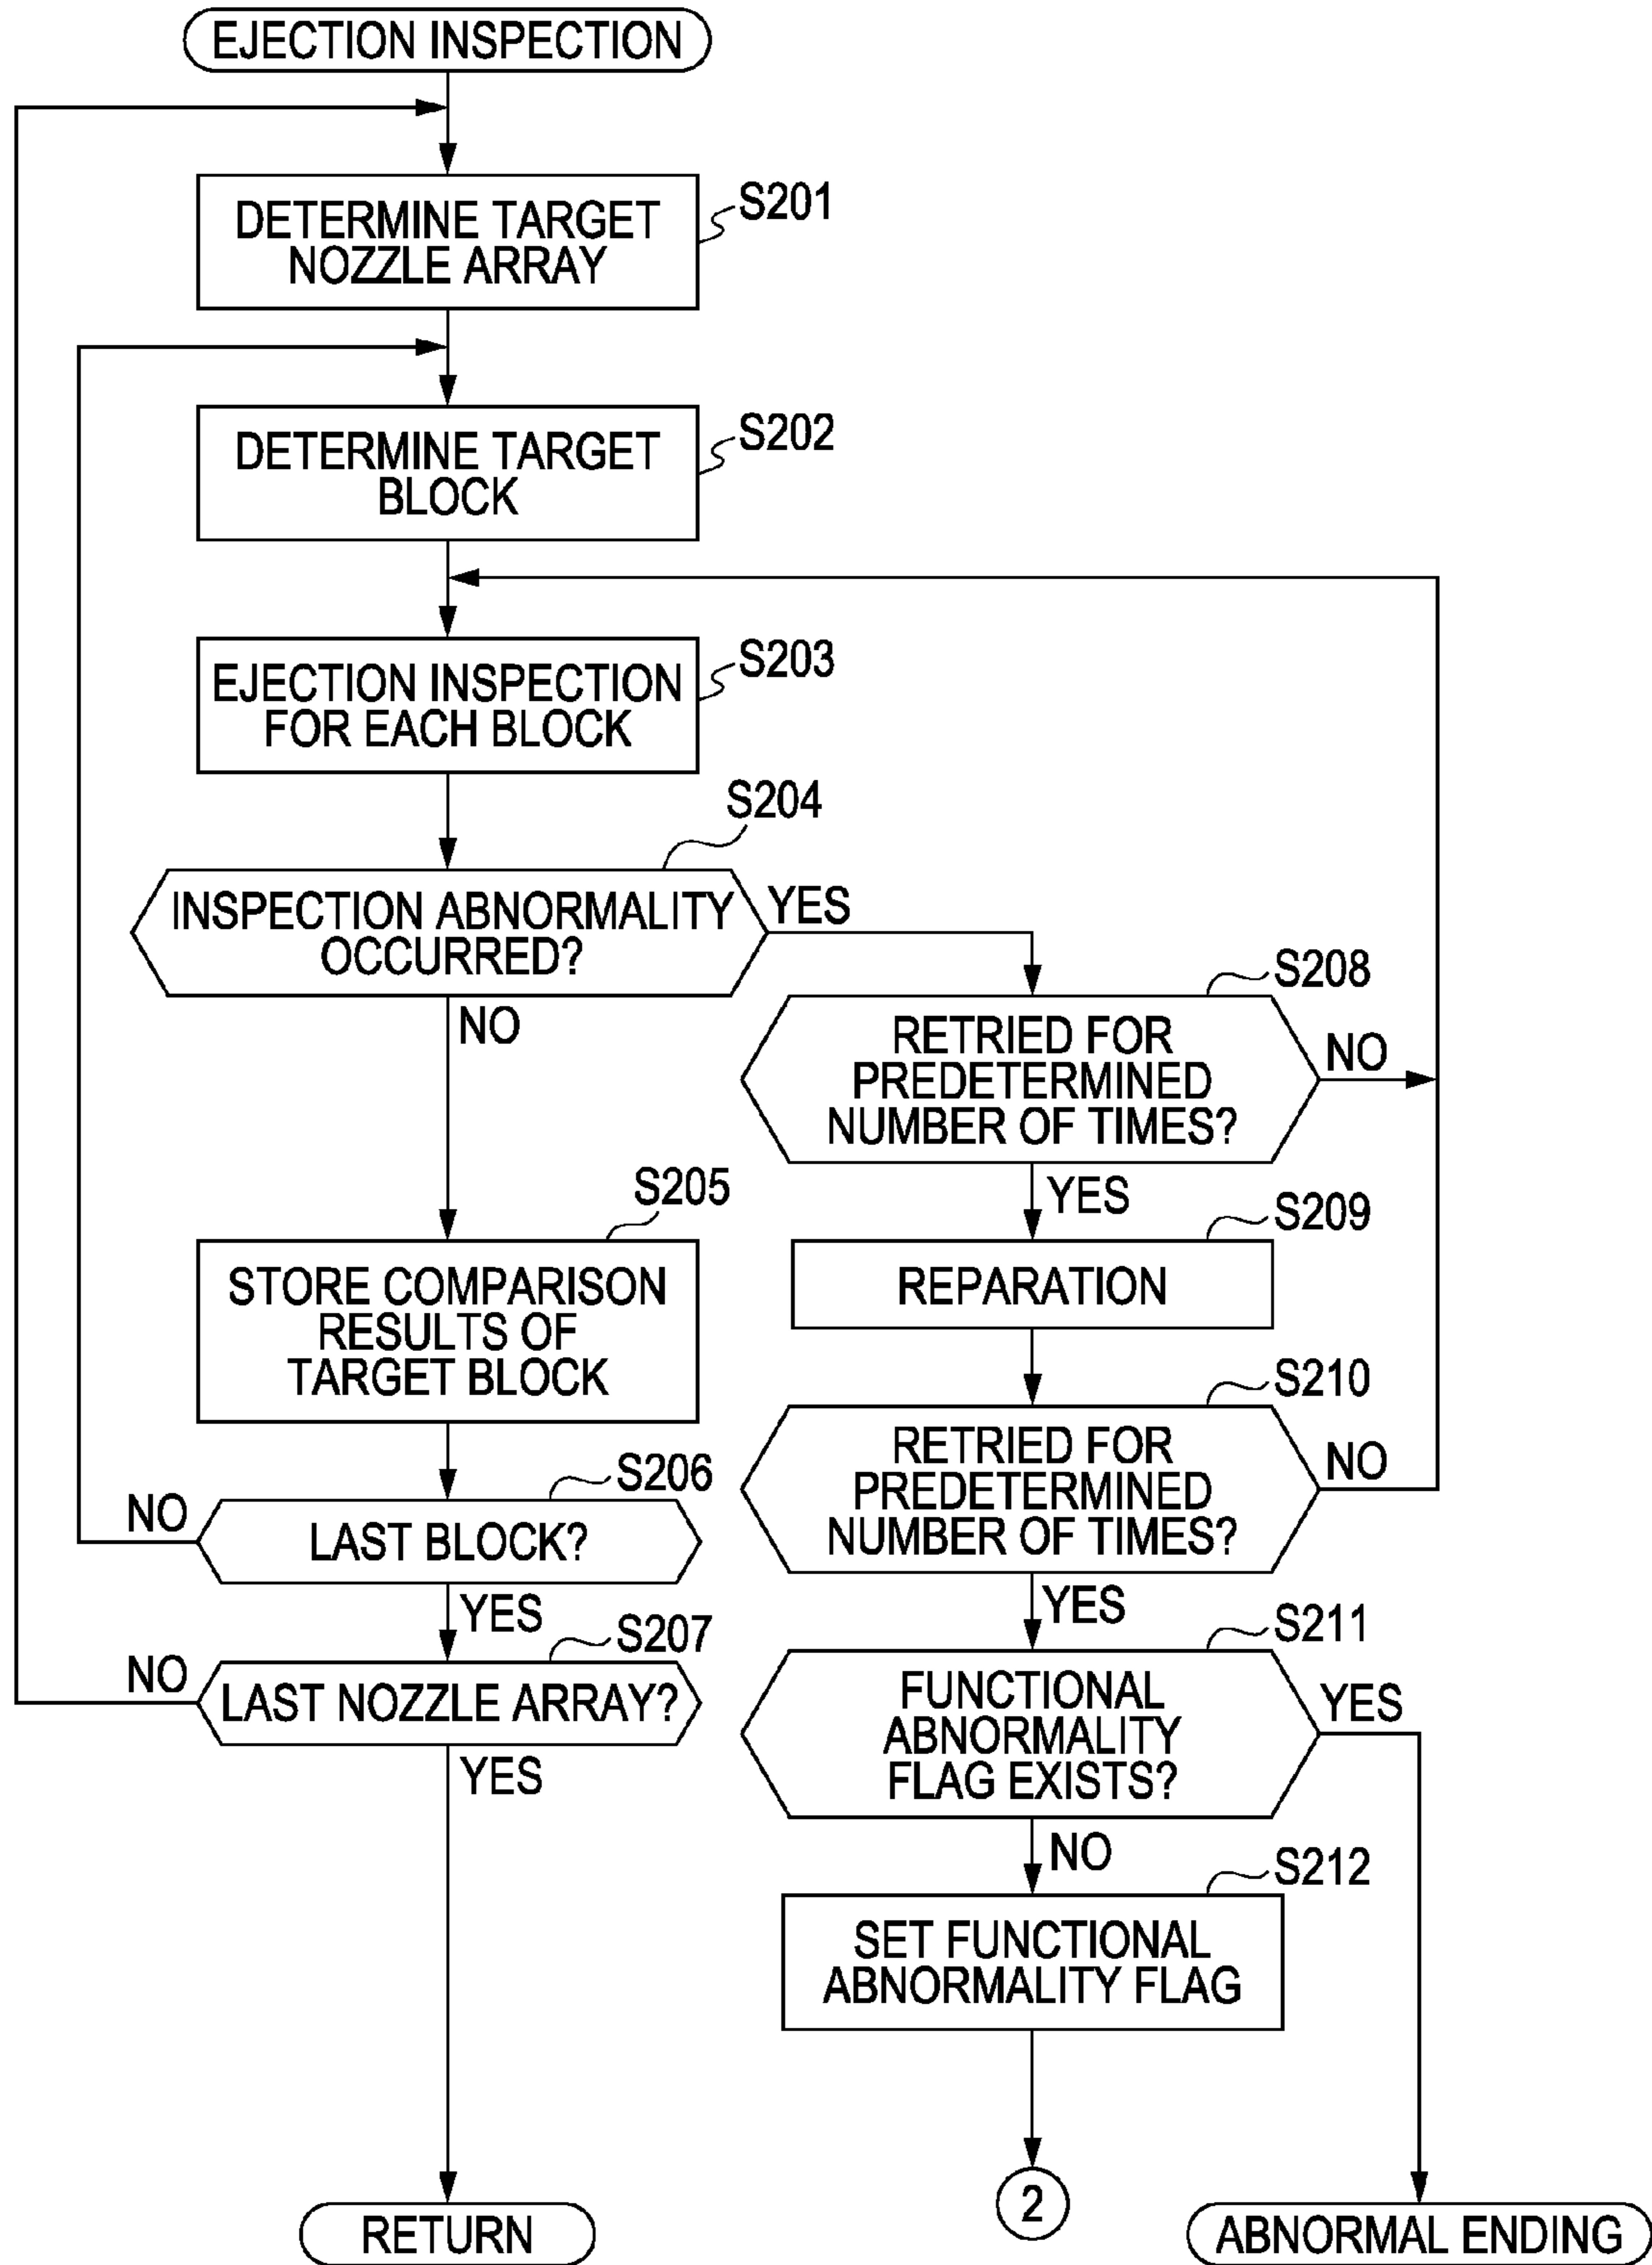 EJECTION INSPECTION
DETERMINE TARGET
NOZZLE ARRAY
S201
DETERMINE TARGET
BLOCK
S202
EJECTION INSPECTION
FOR EACH BLOCK
S203
S204
INSPECTION ABNORMALITY
OCCURRED?
YES
NO
S208
RETRIED FOR
PREDETERMINED
NUMBER OF TIMES?
NO
YES
S205
STORE COMPARISON
RESULTS OF
TARGET BLOCK
S209
REPARATION
S210
RETRIED FOR
PREDETERMINED
NUMBER OF TIMES?
NO
YES
S206
LAST BLOCK?
NO
YES
S207
LAST NOZZLE ARRAY?
NO
YES
S211
FUNCTIONAL
ABNORMALITY
FLAG EXISTS?
YES
NO
S212
SET FUNCTIONAL
ABNORMALITY FLAG
2
RETURN
ABNORMAL ENDING